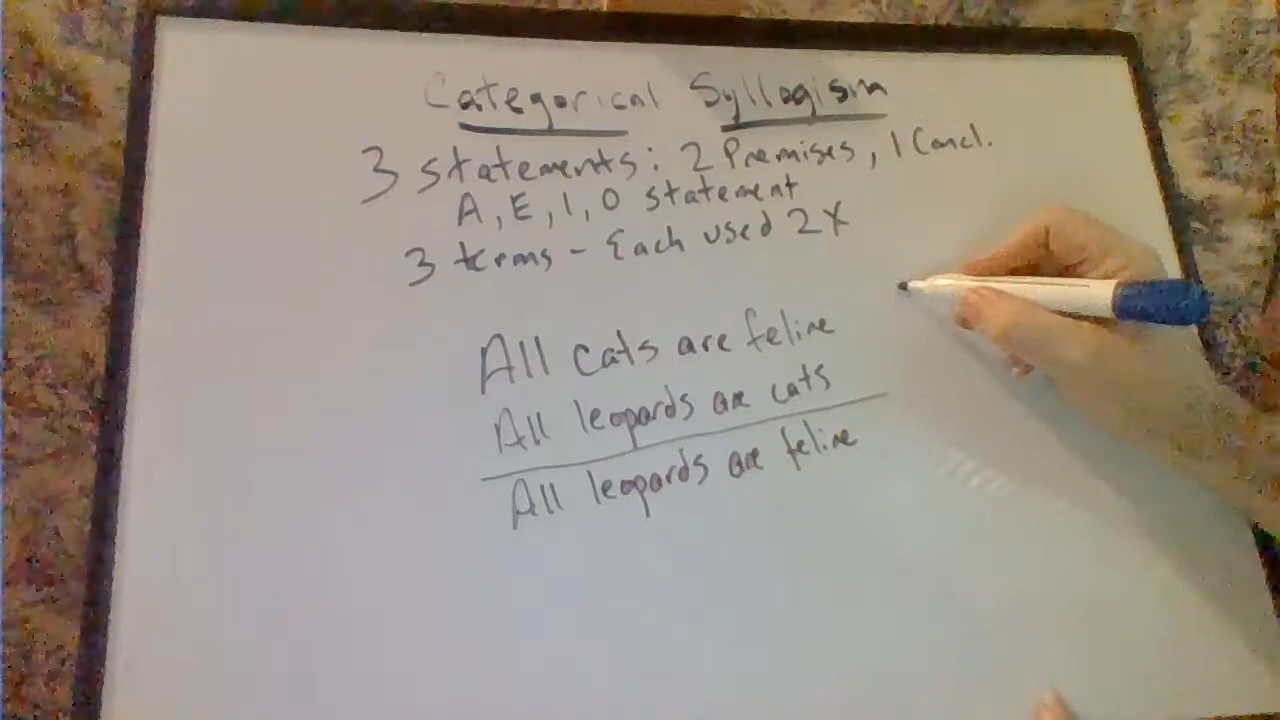 Categorical Syllogism
3 statements: 2 Premises, 1 Concl.
A, E, I, O statement
3 terms - Each used 2X
All cats are feline
All leopards are cats
All leopards are feline